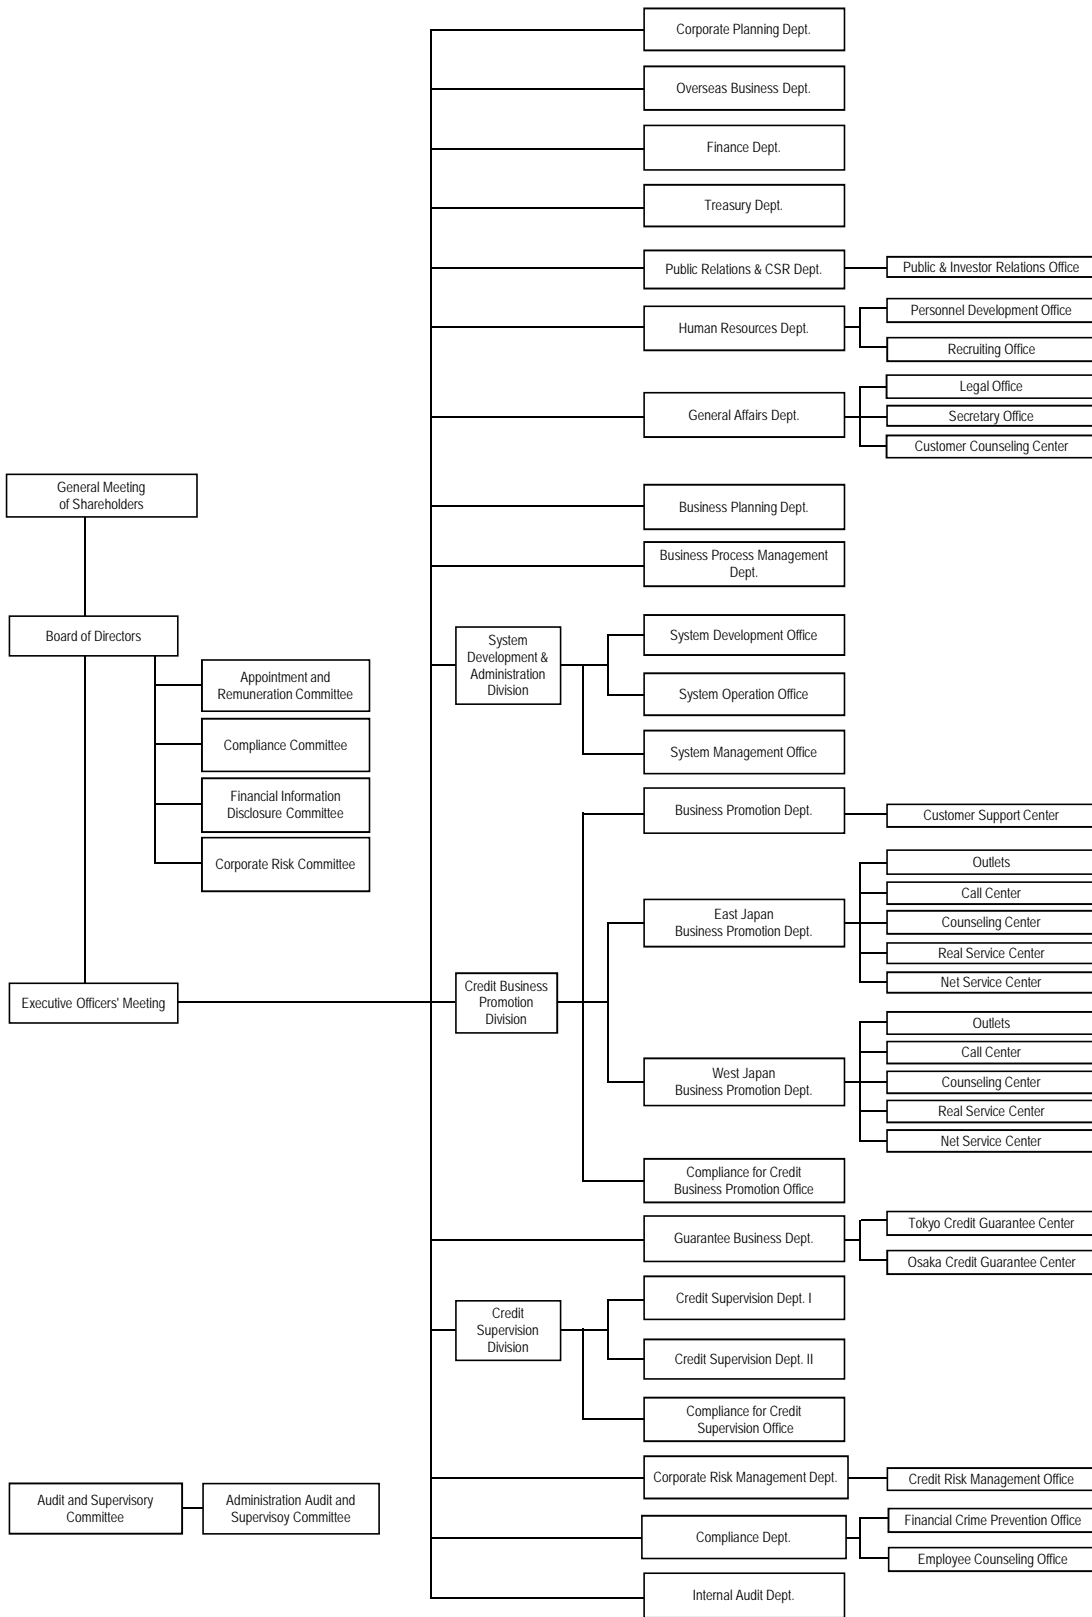 Corporate Planning Dept.
Overseas Business Dept.
Finance Dept.
Treasury Dept.
Public Relations & CSR Dept.
Public & Investor Relations Office
Human Resources Dept.
Personnel Development Office
Recruiting Office
General Affairs Dept.
Legal Office
Secretary Office
Customer Counseling Center
General Meeting
of Shareholders
Business Planning Dept.
Business Process Management
Dept.
Board of Directors
Appointment and
Remuneration Committee
Compliance Committee
Financial Information
Disclosure Committee
Corporate Risk Committee
System
Development &
Administration
Division
System Development Office
System Operation Office
System Management Office
Executive Officers' Meeting
Credit Business
Promotion
Division
Business Promotion Dept.
Customer Support Center
East Japan
Business Promotion Dept.
Outlets
Call Center
Counseling Center
Real Service Center
Net Service Center
West Japan
Business Promotion Dept.
Outlets
Call Center
Counseling Center
Real Service Center
Net Service Center
Compliance for Credit
Business Promotion Office
Guarantee Business Dept.
Tokyo Credit Guarantee Center
Osaka Credit Guarantee Center
Credit
Supervision
Division
Credit Supervision Dept. I
Credit Supervision Dept. II
Compliance for Credit
Supervision Office
Audit and Supervisory
Committee
Administration Audit and
Supervisoy Committee
Corporate Risk Management Dept.
Credit Risk Management Office
Compliance Dept.
Financial Crime Prevention Office
Employee Counseling Office
Internal Audit Dept.